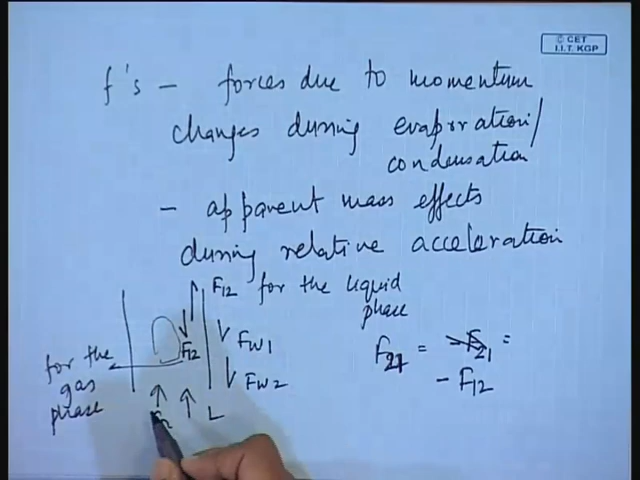 © CET
I.I.T. KGP
f's — forces due to momentum
changes during evaporation/
condensation
— apparent mass effects
during relative acceleration
F12 for the liquid
phase
F12
FW1
FW2
for the
gas
phase
L
F21 = -F21 =
-F12